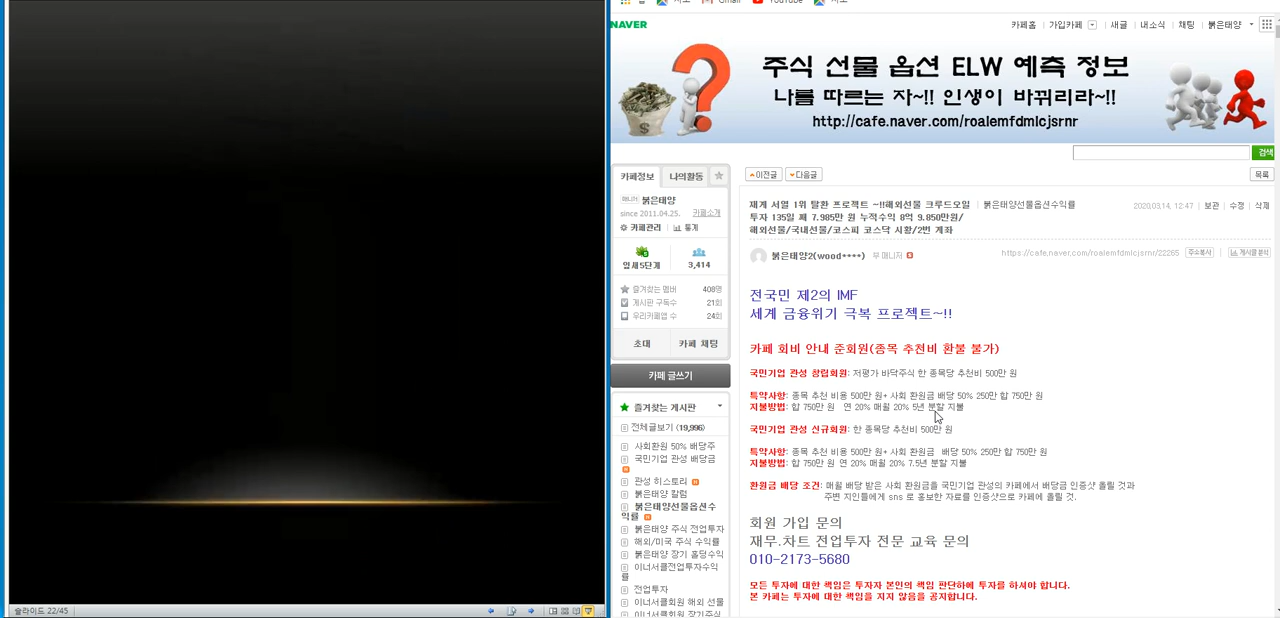 Gmail
YouTube
NAVER
카페홈 가입카페 새글 내소식 채팅 붉은태양
주식 선물 옵션 ELW 예측 정보
나를 따르는 자~!! 인생이 바뀌리라~!!
http://cafe.naver.com/roalemfdmlcjsrnr
검색
카페정보 나의활동
이전글 다음글 목록
매니저 붉은태양
since 2011.04.25. 카페소개
카페관리 통계
잎새5단계 3,414
즐겨찾는 멤버 408명
게시판 구독수 21회
우리카페앱 수 24회
초대 카페 채팅
카페 글쓰기
즐겨찾는 게시판
전체글보기 (19,996)
사회환원 50% 배당주
국민기업 관성 배당금
관성 히스토리
붉은태양 칼럼
붉은태양선물옵션수
익률
붉은태양 주식 전업투자
해외/미국 주식 수익률
붉은태양 장기 홀딩수익
이너서클전업투자수익
률
전업투자
이너서클회원 해외 선물
이너서클회원 장기주식
재계 서열 1위 탈환 프로젝트 ~!!해외선물 크루드오일 붉은태양선물옵션수익률 2020.03.14. 12:47 보관 수정 삭제
투자 135일 째 7.985만 원 누적수익 8억 9.850만원/
해외선물/국내선물/코스피 코스닥 시황/2번 계좌
붉은태양2(wood****) 부매니저 https://cafe.naver.com/roalemfdmlcjsrnr/22265 주소복사 게시글 분석
전국민 제2의 IMF
세계 금융위기 극복 프로젝트~!!
카페 회비 안내 준회원(종목 추천비 환불 불가)
국민기업 관성 창립회원: 저평가 바닥주식 한 종목당 추천비 500만 원
특약사항: 종목 추천 비용 500만 원+ 사회 환원금 배당 50% 250만 합 750만 원
지불방법: 합 750만 원 연 20% 매월 20% 5년 분할 지불
국민기업 관성 신규회원: 한 종목당 추천비 500만 원
특약사항: 종목 추천 비용 500만 원+ 사회 환원금 배당 50% 250만 합 750만 원
지불방법: 합 750만 원 연 20% 매월 20% 7.5년 분할 지불
환원금 배당 조건: 매월 배당 받은 사회 환원금을 국민기업 관성의 카페에서 배당금 인증샷 올릴 것과
주변 지인들에게 sns 로 홍보한 자료를 인증샷으로 카페에 올릴 것.
회원 가입 문의
재무.차트 전업투자 전문 교육 문의
010-2173-5680
모든 투자에 대한 책임은 투자자 본인의 책임 판단하에 투자를 하셔야 합니다.
본 카페는 투자에 대한 책임을 지지 않음을 공지합니다.
슬라이드 22/45